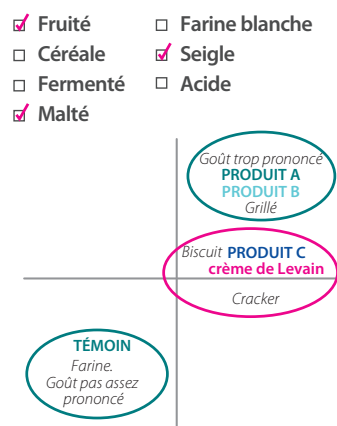 Fruité
Farine blanche
Céréale
Seigle
Fermenté
Acide
Malté
Goût trop prononcé
PRODUIT A
PRODUIT B
Grillé
Biscuit PRODUIT C
crème de Levain
Cracker
TÉMOIN
Farine.
Goût pas assez
prononcé